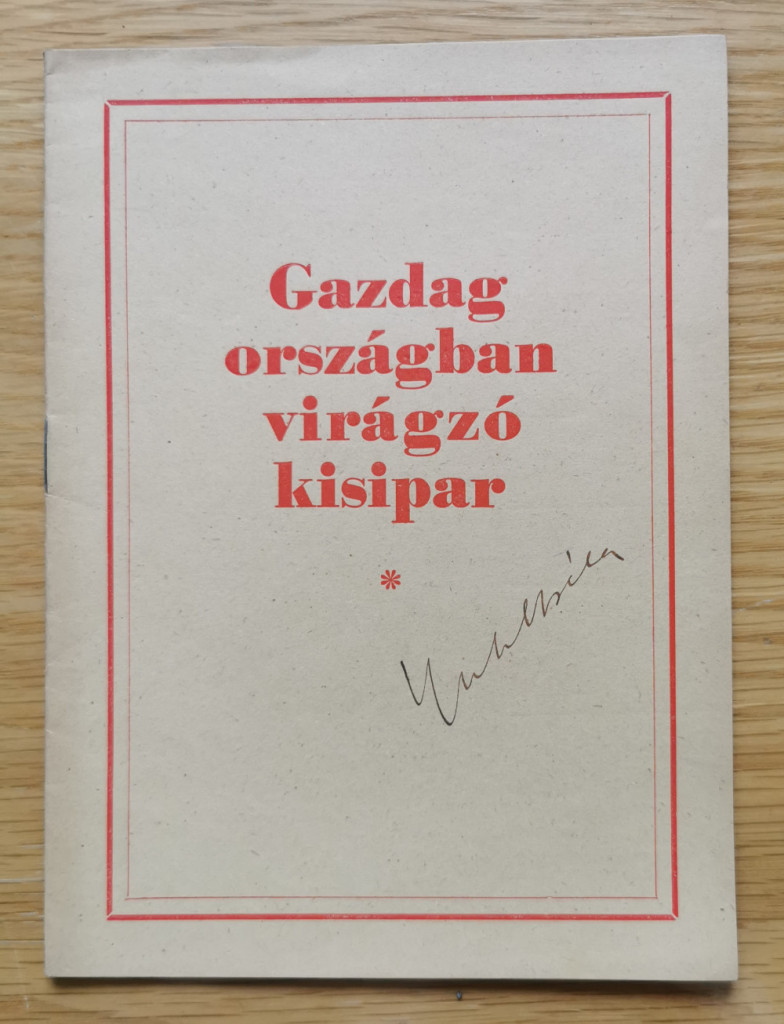 Gazdag
országban
virágzó
kisipar
*